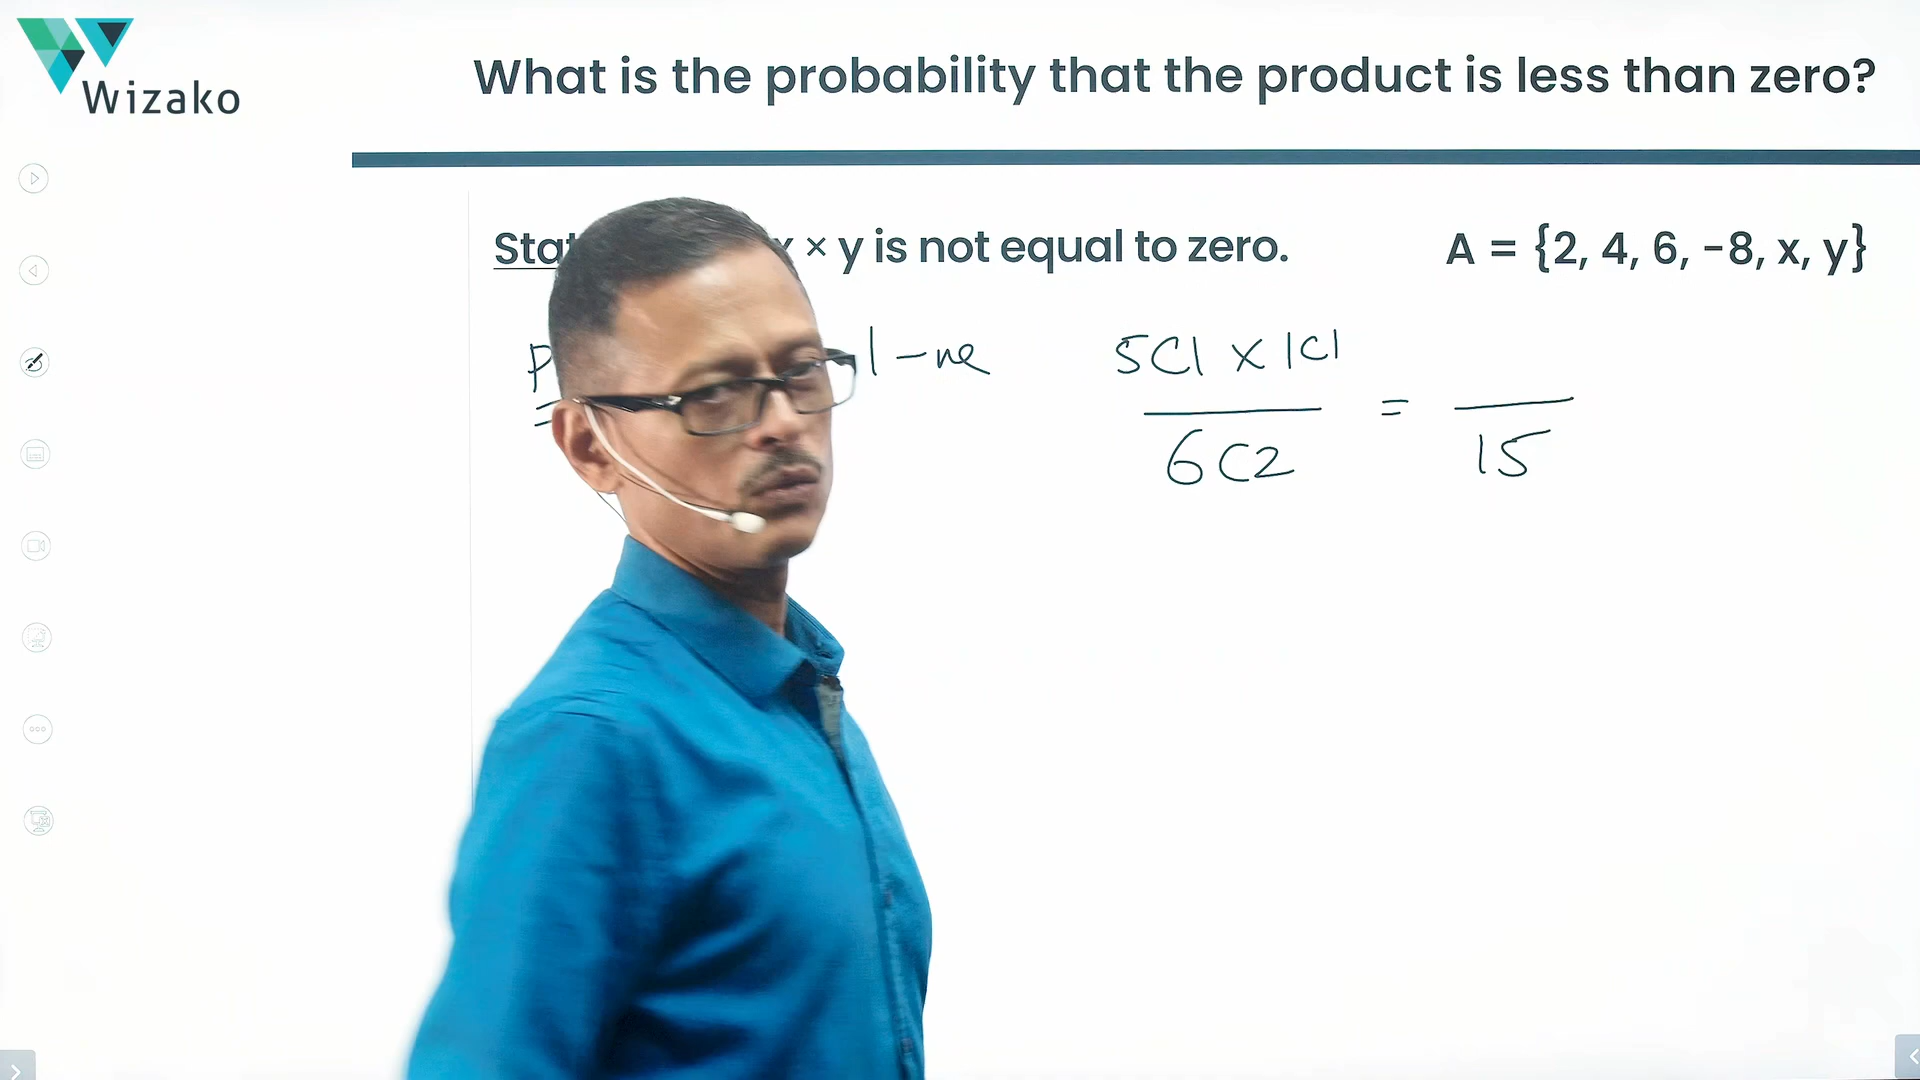 Wizako
What is the probability that the product is less than zero?
× y is not equal to zero.
A = {2, 4, 6, -8, x, y}
1 -ne
5C1 x 1C1
6C2
=
15